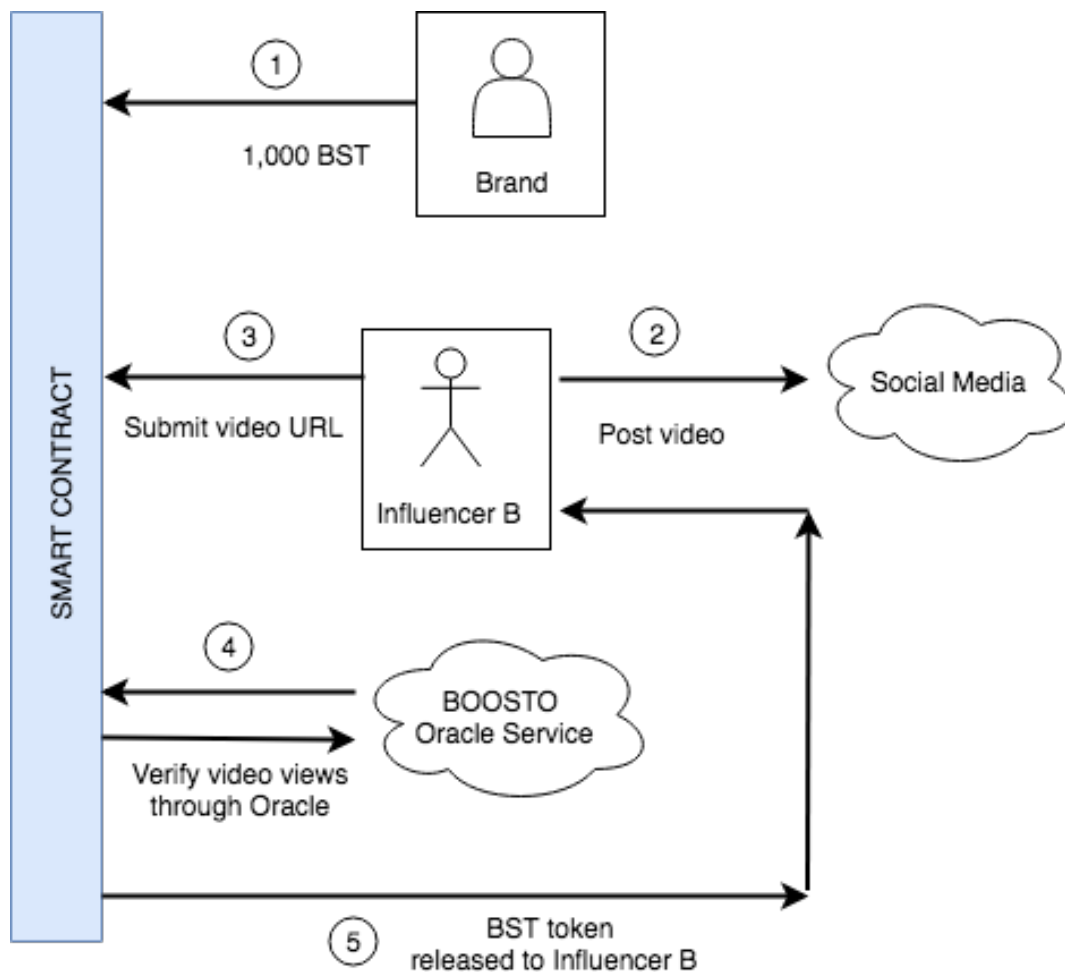 1
1,000 BST
Brand
3
2
Social Media
Submit video URL
Post video
Influencer B
SMART CONTRACT
4
BOOSTO
Oracle Service
Verify video views
through Oracle
5
BST token
released to Influencer B